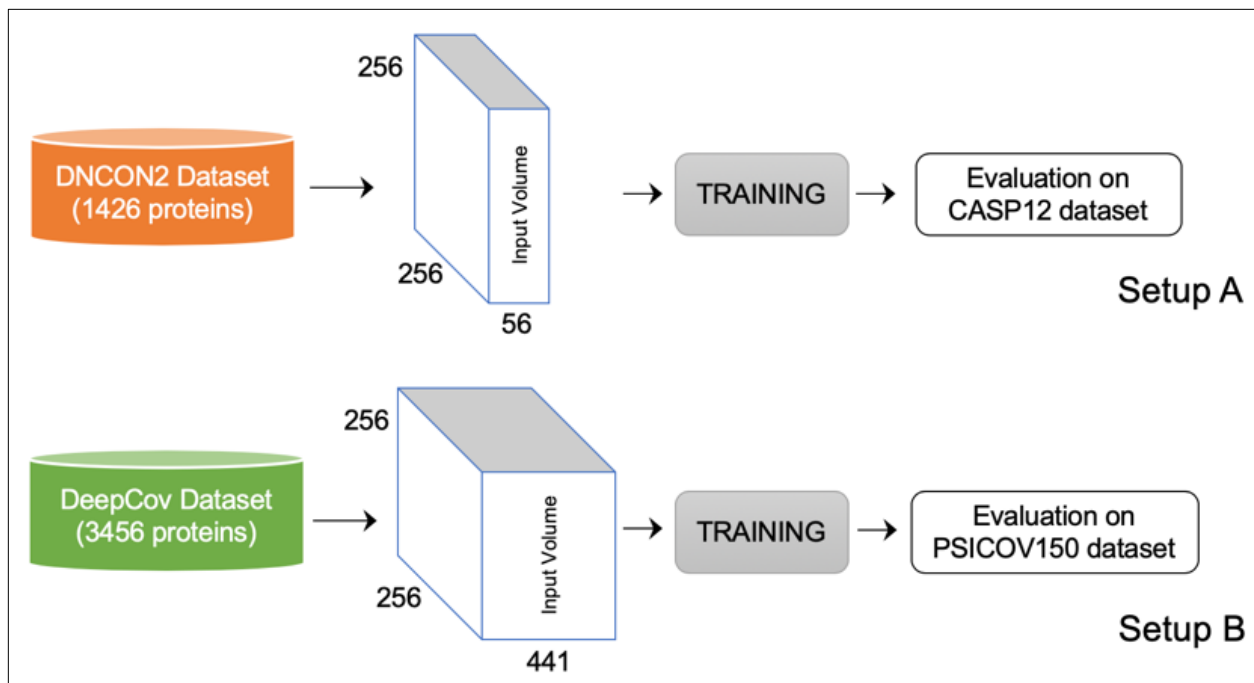 256
DNCON2 Dataset
(1426 proteins)
Input Volume
TRAINING
Evaluation on
CASP12 dataset
256
56
Setup A
256
DeepCov Dataset
(3456 proteins)
Input Volume
TRAINING
Evaluation on
PSICOV150 dataset
256
441
Setup B